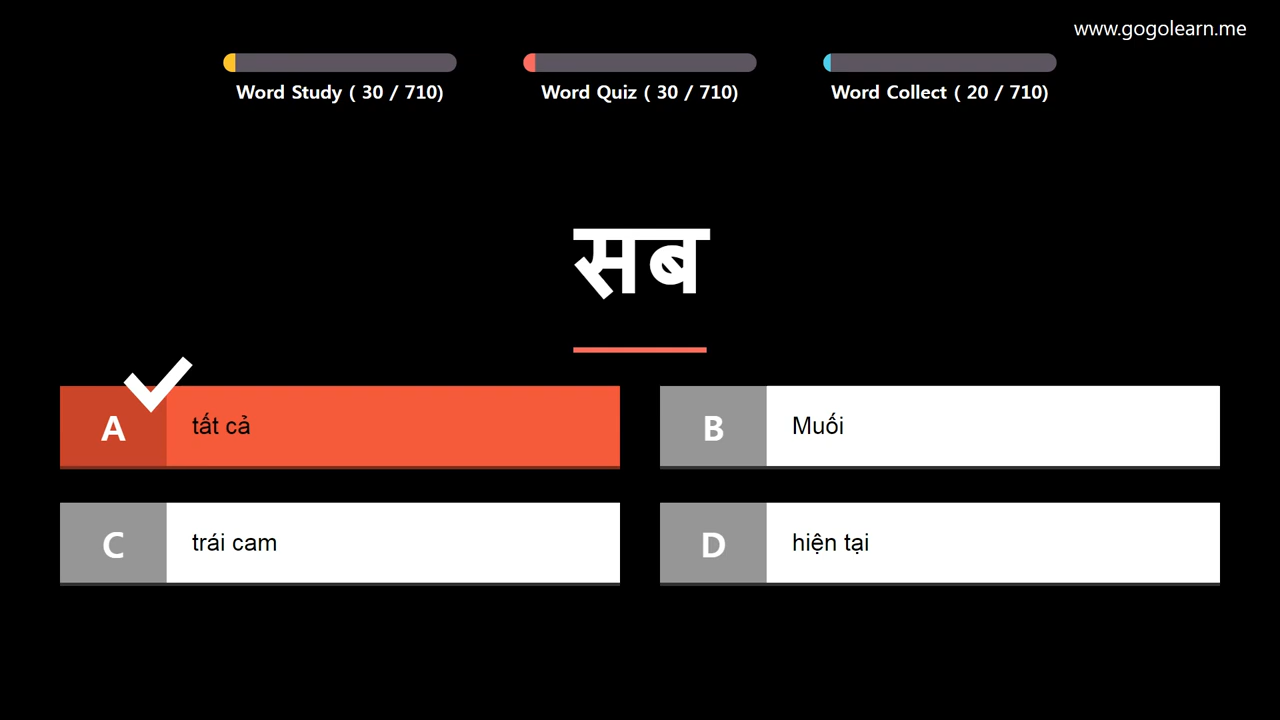 www.gogolearn.me
Word Study ( 30 / 710)
Word Quiz ( 30 / 710)
Word Collect ( 20 / 710)
सब
A tất cả
B Muối
C trái cam
D hiện tại